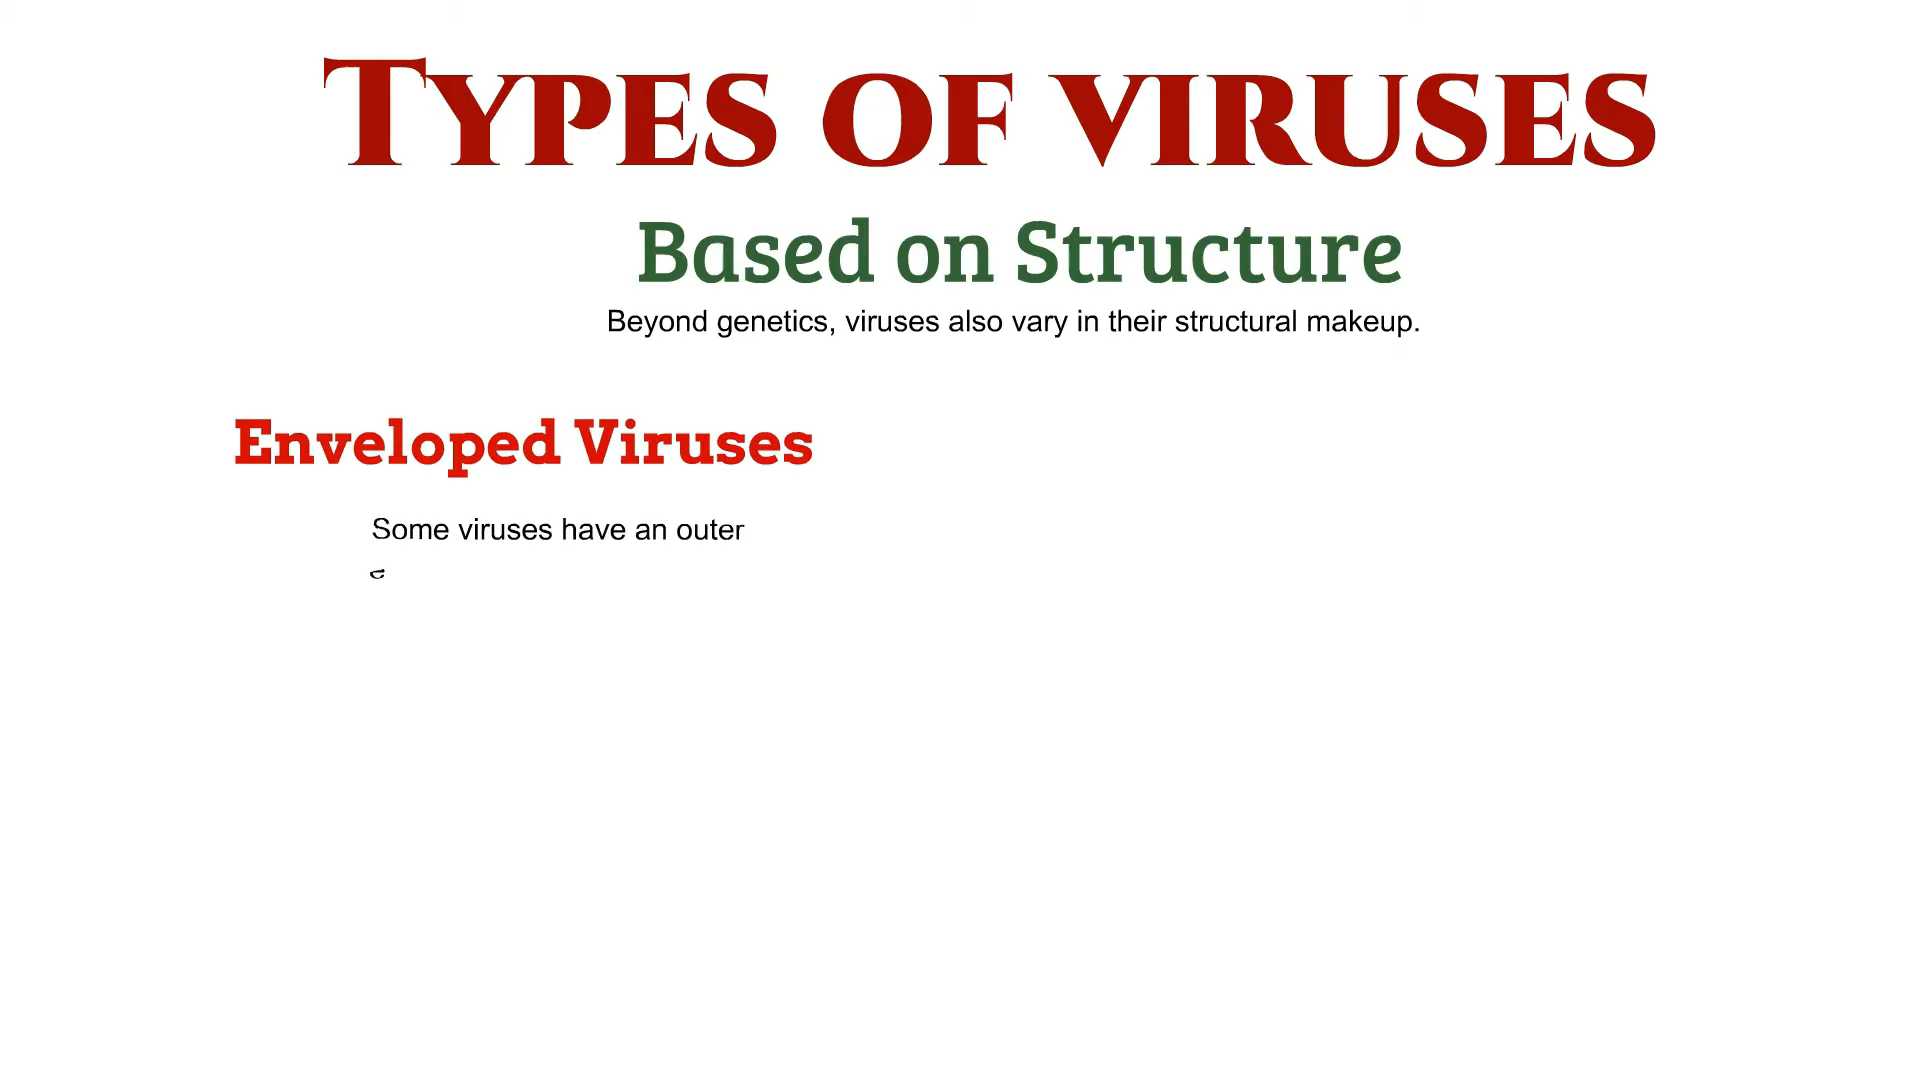 Types of viruses
Based on Structure
Beyond genetics, viruses also vary in their structural makeup.
Enveloped Viruses
Some viruses have an outer